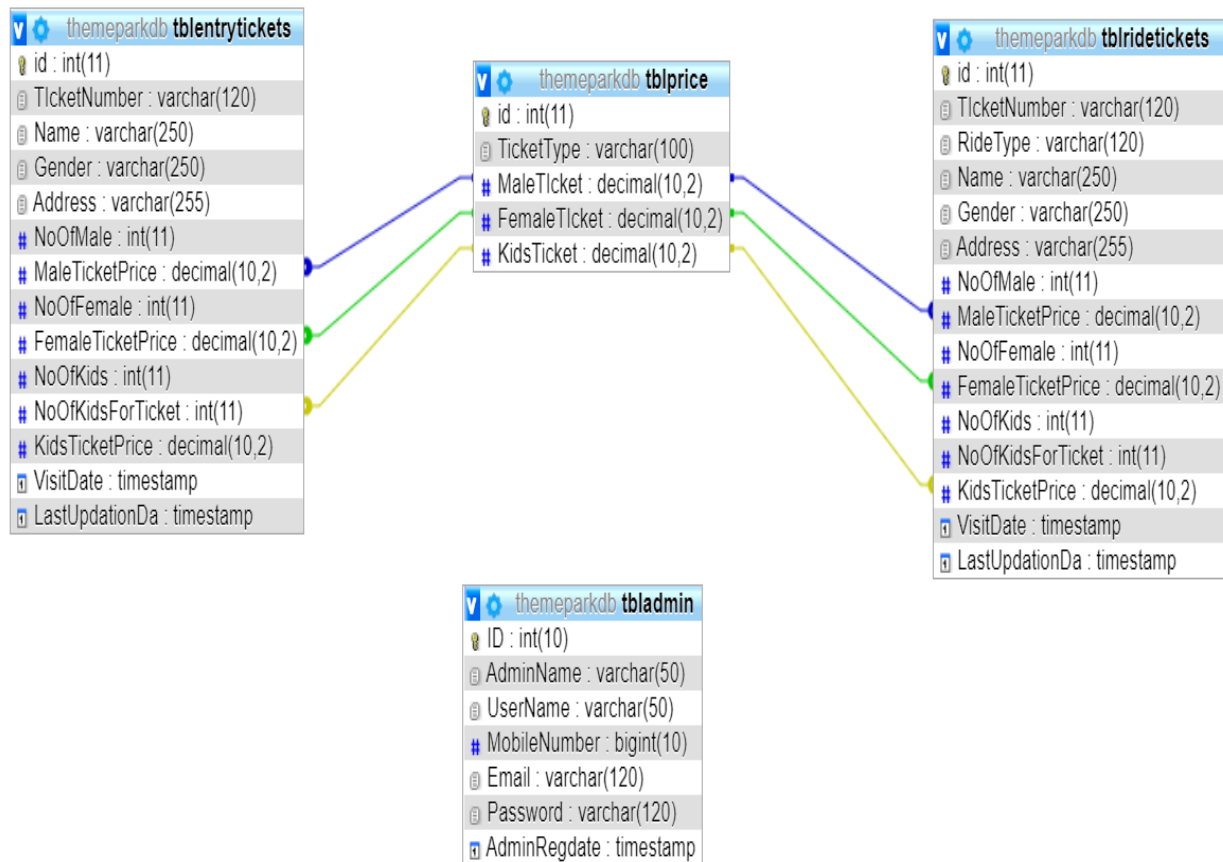 themeparkdb tblentrytickets
id : int(11)
TIcketNumber : varchar(120)
Name : varchar(250)
Gender : varchar(250)
Address : varchar(255)
NoOfMale : int(11)
MaleTicketPrice : decimal(10,2)
NoOfFemale : int(11)
FemaleTicketPrice : decimal(10,2)
NoOfKids : int(11)
NoOfKidsForTicket : int(11)
KidsTicketPrice : decimal(10,2)
VisitDate : timestamp
LastUpdationDa : timestamp
themeparkdb tblprice
id : int(11)
TicketType : varchar(100)
MaleTIcket : decimal(10,2)
FemaleTIcket : decimal(10,2)
KidsTicket : decimal(10,2)
themeparkdb tblridetickets
id : int(11)
TIcketNumber : varchar(120)
RideType : varchar(120)
Name : varchar(250)
Gender : varchar(250)
Address : varchar(255)
NoOfMale : int(11)
MaleTicketPrice : decimal(10,2)
NoOfFemale : int(11)
FemaleTicketPrice : decimal(10,2)
NoOfKids : int(11)
NoOfKidsForTicket : int(11)
KidsTicketPrice : decimal(10,2)
VisitDate : timestamp
LastUpdationDa : timestamp
themeparkdb tbladmin
ID : int(10)
AdminName : varchar(50)
UserName : varchar(50)
MobileNumber : bigint(10)
Email : varchar(120)
Password : varchar(120)
AdminRegdate : timestamp